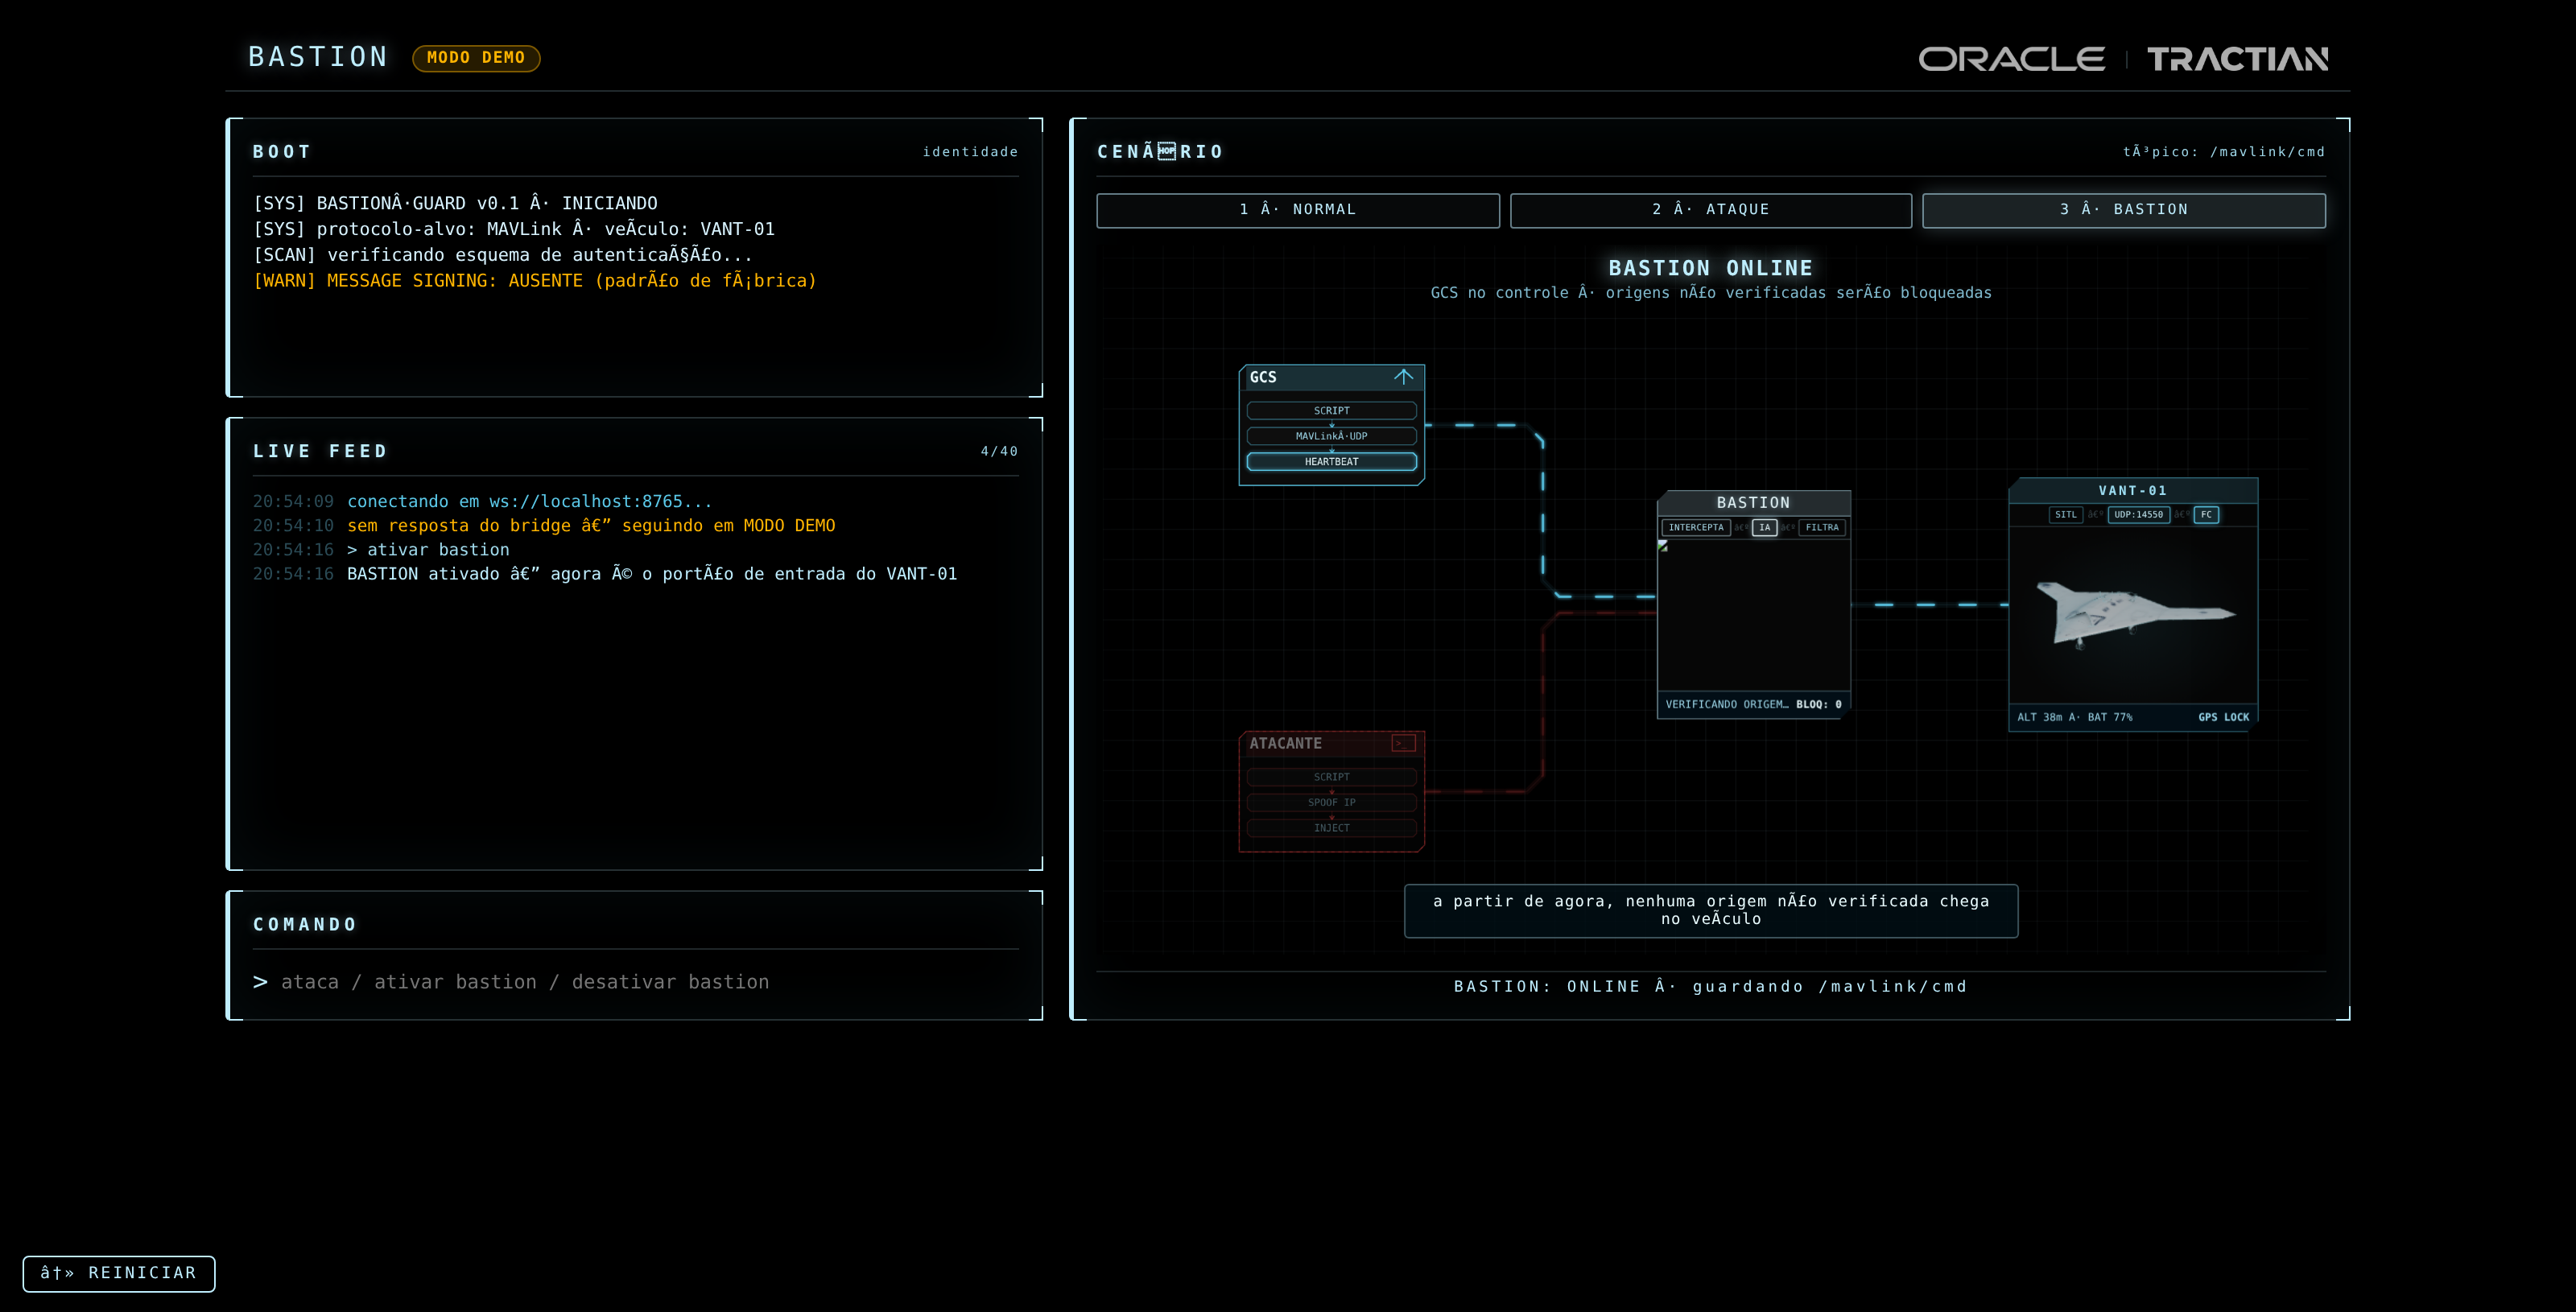 BASTION MODO DEMO
ORACLE | TRACTIAN
BOOT identidade
[SYS] BASTIONÂ·GUARD v0.1 Â· INICIANDO
[SYS] protocolo-alvo: MAVLink Â· veÃculo: VANT-01
[SCAN] verificando esquema de autenticaÃ§Ã£o...
[WARN] MESSAGE SIGNING: AUSENTE (padrÃ£o de fÃ¡brica)
LIVE FEED 4/40
20:54:09 conectando em ws://localhost:8765...
20:54:10 sem resposta do bridge â€” seguindo em MODO DEMO
20:54:16 > ativar bastion
20:54:16 BASTION ativado â€” agora Ã© o portÃ£o de entrada do VANT-01
COMANDO
> ataca / ativar bastion / desativar bastion
CENÃRIO tÃ³pico: /mavlink/cmd
1 Â· NORMAL
2 Â· ATAQUE
3 Â· BASTION
BASTION ONLINE
GCS no controle Â· origens nÃ£o verificadas serÃ£o bloqueadas
GCS
SCRIPT
MAVLinkÂ·UDP
HEARTBEAT
BASTION
INTERCEPTA â€º IA â€º FILTRA
VERIFICANDO ORIGEM… BLOQ: 0
VANT-01
SITL â€º UDP:14550 â€º FC
ALT 38m Â· BAT 77% GPS LOCK
ATACANTE >_
SCRIPT
SPOOF IP
INJECT
a partir de agora, nenhuma origem nÃ£o verificada chega
no veÃculo
BASTION: ONLINE Â· guardando /mavlink/cmd
â†» REINICIAR